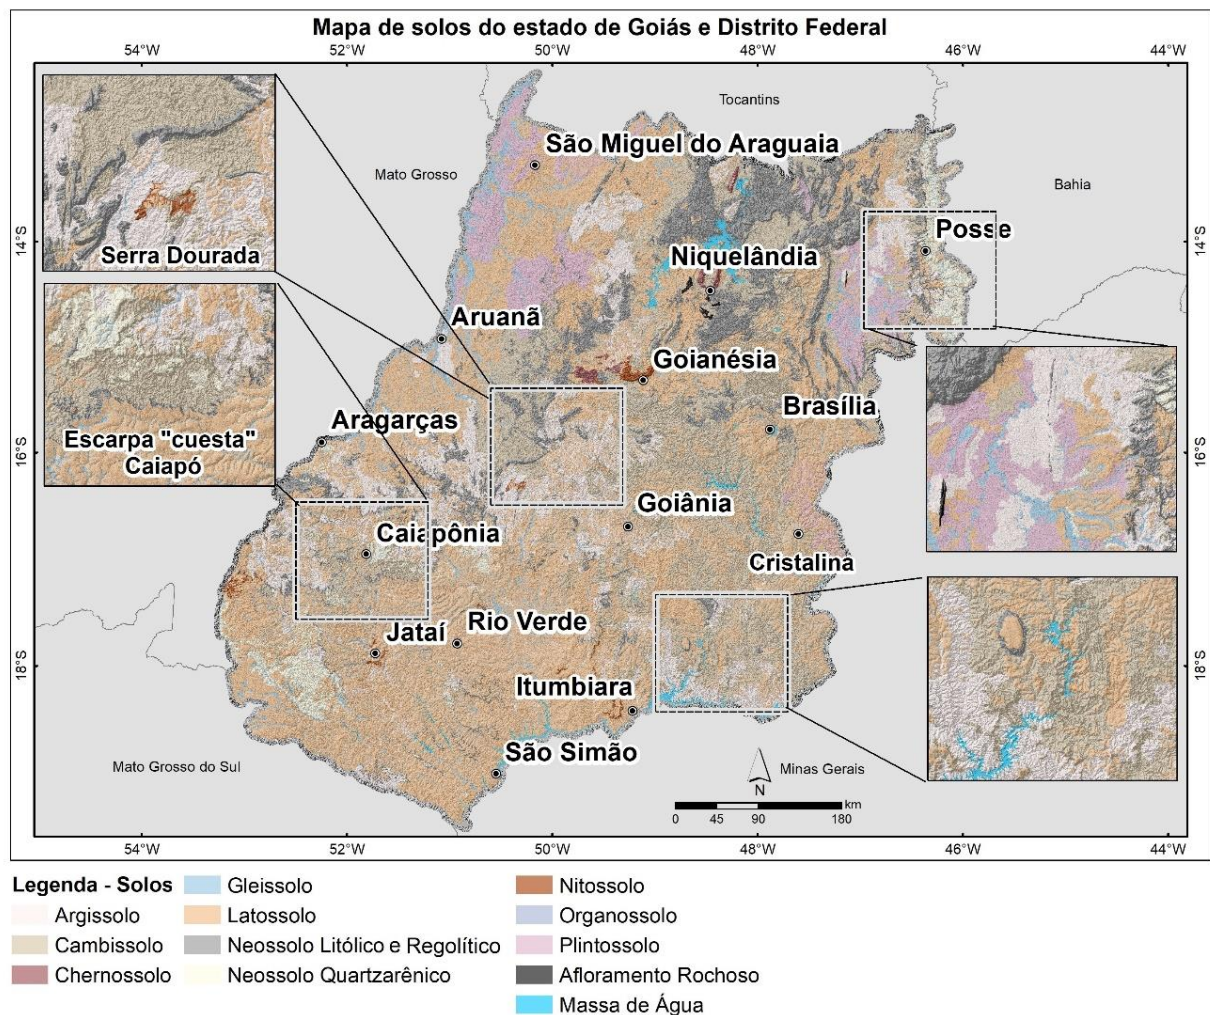 Mapa de solos do estado de Goiás e Distrito Federal
54°W
52°W
50°W
48°W
46°W
44°W
Tocantins
São Miguel do Araguaia
Mato Grosso
Bahia
14°S
14°S
Serra Dourada
Posse
Niquelândia
Aruanã
Goianésia
Brasília
Aragarças
Escarpa "cuesta"
Caiapó
16°S
16°S
Goiânia
Caiapônia
Cristalina
Rio Verde
Jataí
18°S
18°S
Itumbiara
São Simão
Mato Grosso do Sul
Minas Gerais
N
km
0 45 90 180
54°W
52°W
50°W
48°W
46°W
44°W
Legenda - Solos
Argissolo
Cambissolo
Chernossolo
Gleissolo
Latossolo
Neossolo Litólico e Regolítico
Neossolo Quartzarênico
Nitossolo
Organossolo
Plintossolo
Afloramento Rochoso
Massa de Água